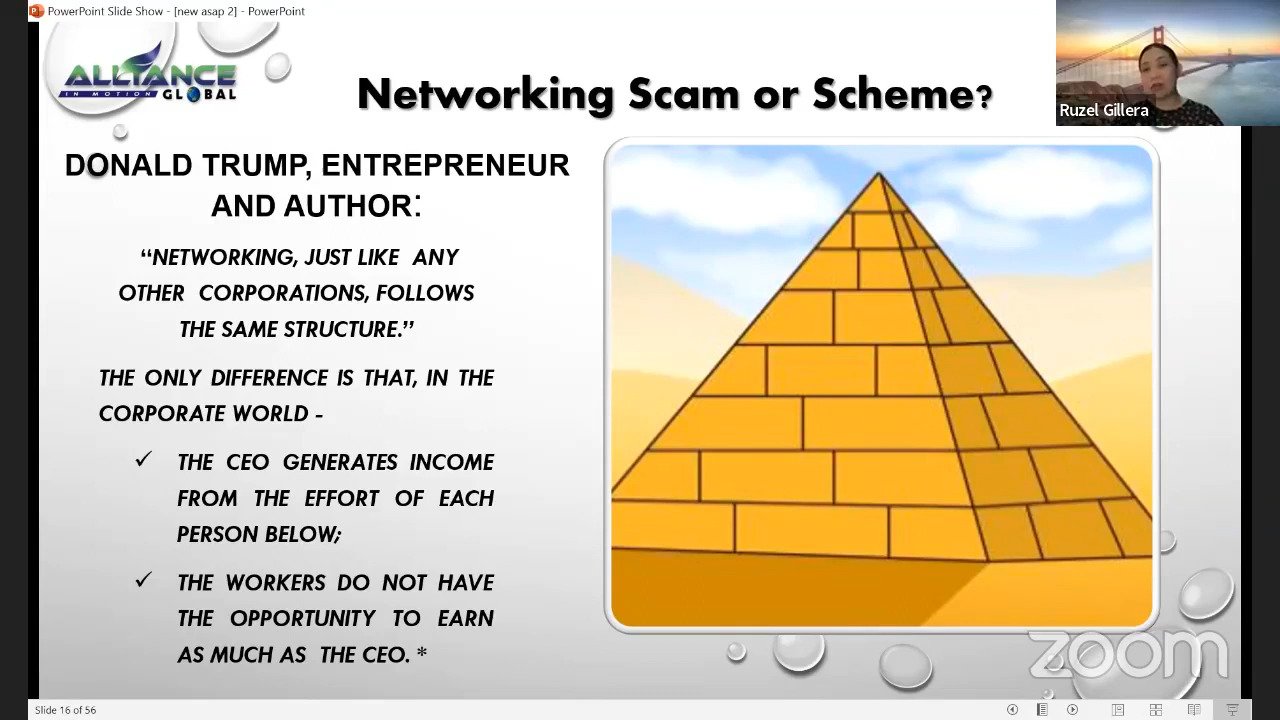 PowerPoint Slide Show - [new asap 2] - PowerPoint
ALLIANCE
IN MOTION GLOBAL
Networking Scam or Scheme?
Ruzel Gillera
DONALD TRUMP, ENTREPRENEUR
AND AUTHOR:
“NETWORKING, JUST LIKE ANY
OTHER CORPORATIONS, FOLLOWS
THE SAME STRUCTURE.”
THE ONLY DIFFERENCE IS THAT, IN THE
CORPORATE WORLD -
✓ THE CEO GENERATES INCOME
FROM THE EFFORT OF EACH
PERSON BELOW;
✓ THE WORKERS DO NOT HAVE
THE OPPORTUNITY TO EARN
AS MUCH AS THE CEO. *
zoom
Slide 16 of 56